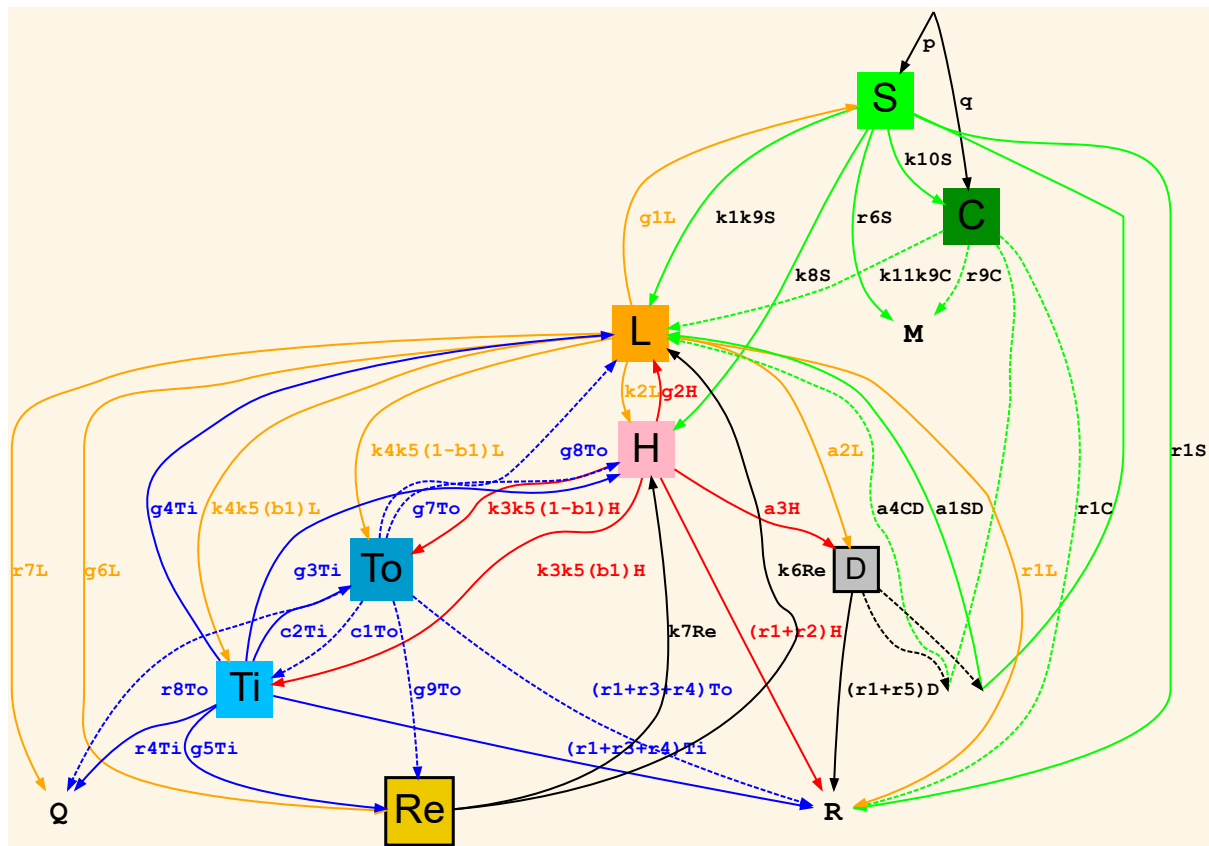 p
S
q
k10S
C
g1L
k1k9S
r6S
k8S
k11k9C
r9C
L
M
k2L
g2H
H
k4k5(1-b1)L
g8To
a2L
r1S
g4Ti
k4k5(b1)L
g7To
k3k5(1-b1)H
a3H
a4CD
a1SD
r1C
r7L
g6L
g3Ti
To
k3k5(b1)H
k6Re
D
r1L
c2Ti
c1To
k7Re
(r1+r2)H
Ti
r8To
g9To
(r1+r3+r4)To
(r1+r5)D
r4Ti
g5Ti
(r1+r3+r4)Ti
Q
Re
R